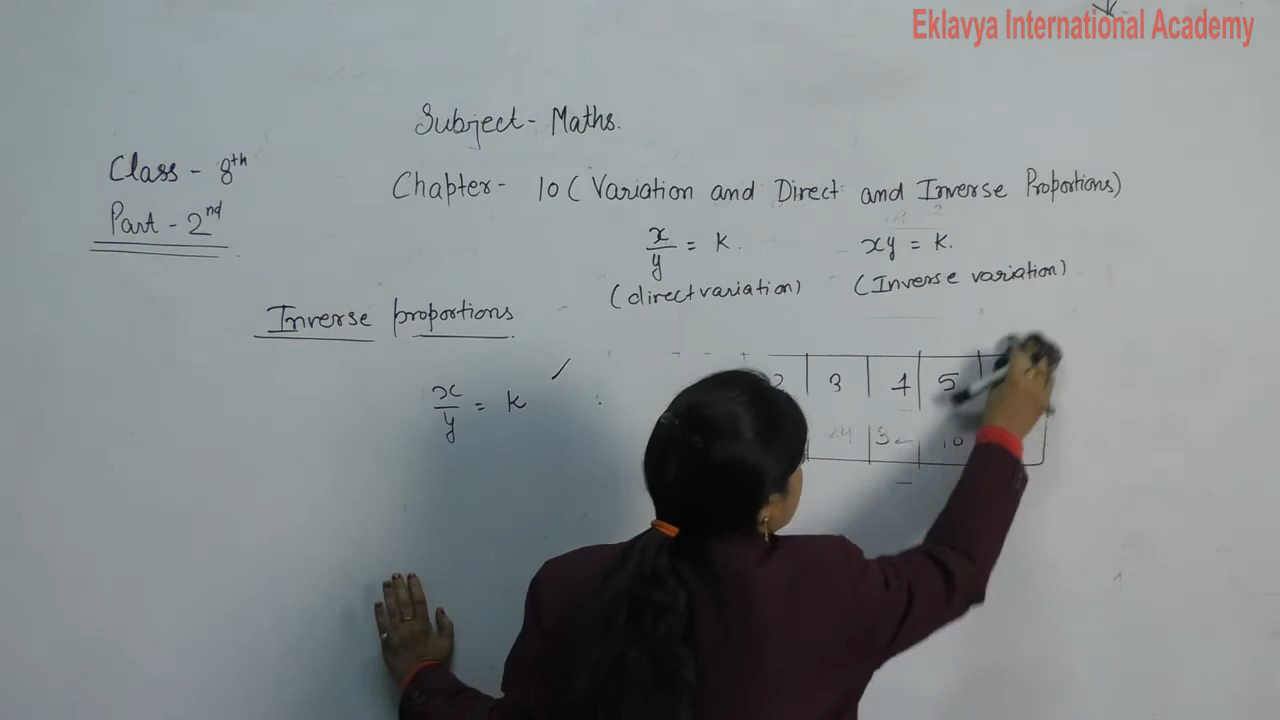 Eklavya International Academy
Subject - Maths.
Class - 8th
Chapter - 10 (Variation and Direct and Inverse Proportions)
Part - 2nd
x/y = K.
xy = K.
(direct variation)
(Inverse variation)
Inverse proportions
3 4 5
x/y = K
10